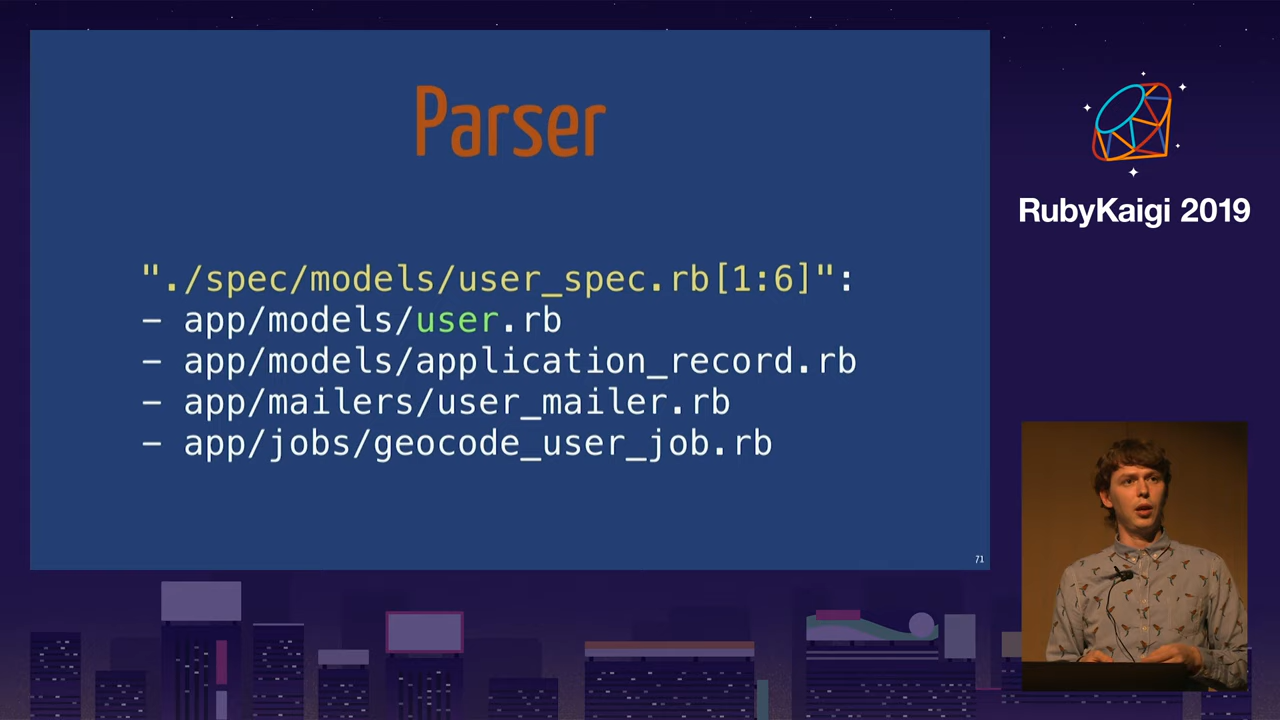 Parser
"./spec/models/user_spec.rb[1:6]":
– app/models/user.rb
– app/models/application_record.rb
– app/mailers/user_mailer.rb
– app/jobs/geocode_user_job.rb
71
RubyKaigi 2019